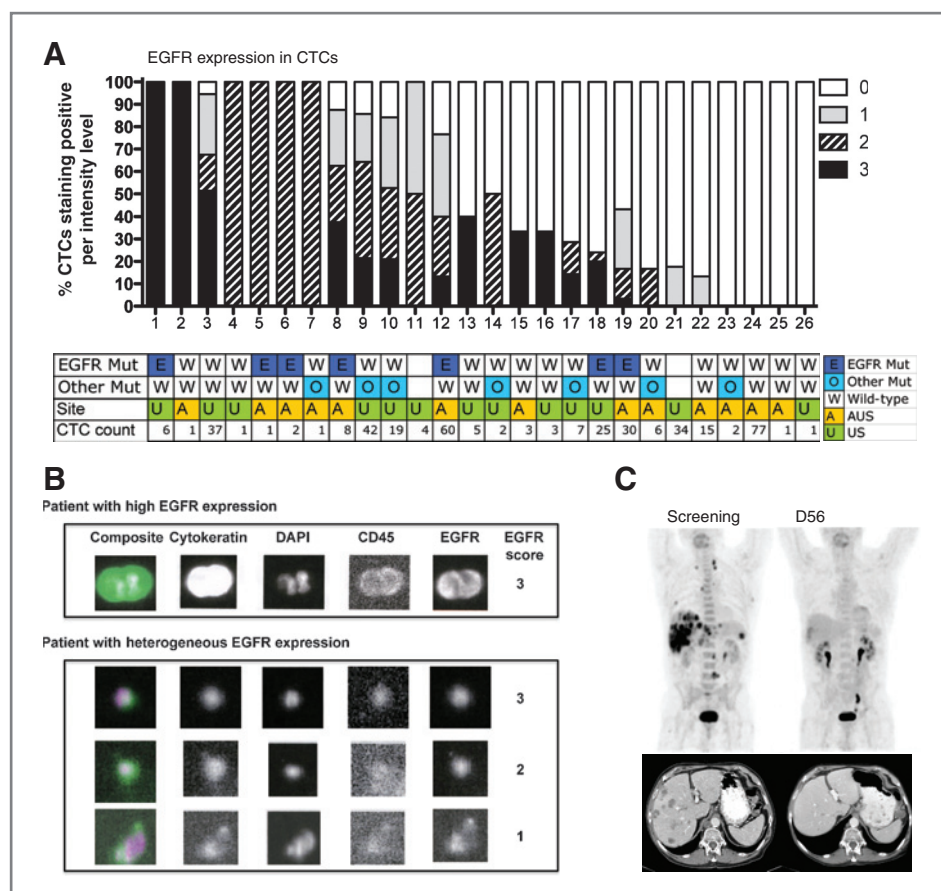 A
EGFR expression in CTCs
% CTCs staining positive
per intensity level
100
90
80
70
60
50
40
30
20
10
0
0
1
2
3
1 2 3 4 5 6 7 8 9 10 11 12 13 14 15 16 17 18 19 20 21 22 23 24 25 26
EGFR Mut E W W W E E W E W W E W W W W W E E W W W W W W
Other Mut W W W W W W O W O O W W O W W O W W O W O W W W
Site U A U U A A A A U U U A U U A U U U A A U A A A A U
CTC count 6 1 37 1 1 2 1 8 42 19 4 60 5 2 3 3 7 25 30 6 34 15 2 77 1 1
E EGFR Mut
O Other Mut
W Wild-type
A AUS
U US
B
Patient with high EGFR expression
Composite Cytokeratin DAPI CD45 EGFR EGFR
score
3
Patient with heterogeneous EGFR expression
3
2
1
C
Screening D56